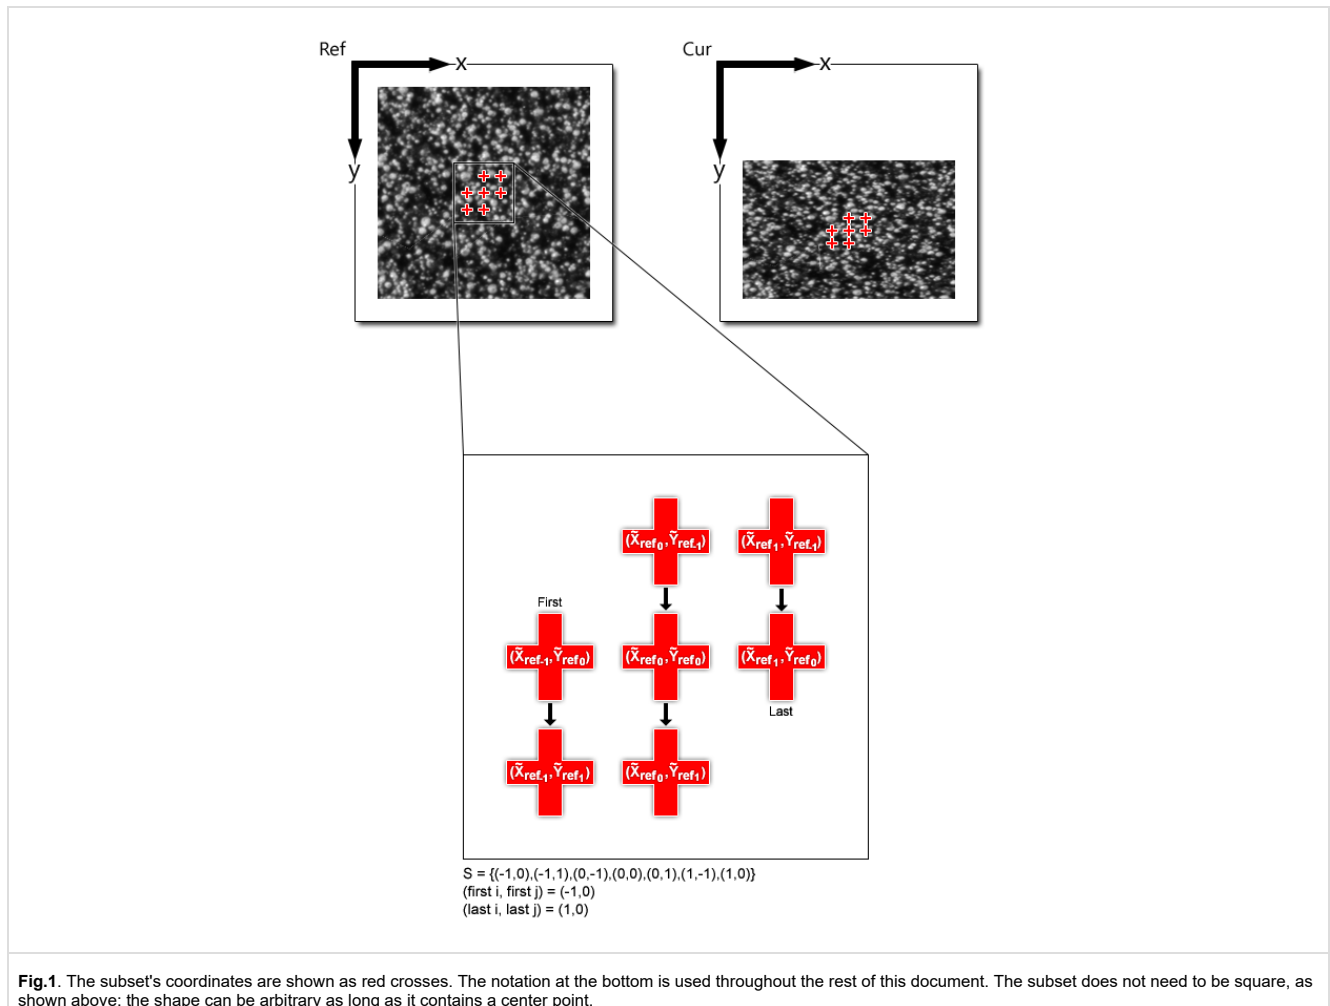 Ref
x
y
Cur
x
y
(X̃ref0,Ỹref-1)
(X̃ref1,Ỹref-1)
First
(X̃ref-1,Ỹref0)
(X̃ref0,Ỹref0)
(X̃ref1,Ỹref0)
Last
(X̃ref-1,Ỹref1)
(X̃ref0,Ỹref1)
S = {(-1,0),(-1,1),(0,-1),(0,0),(0,1),(1,-1),(1,0)}
(first i, first j) = (-1,0)
(last i, last j) = (1,0)
Fig.1. The subset's coordinates are shown as red crosses. The notation at the bottom is used throughout the rest of this document. The subset does not need to be square, as
shown above; the shape can be arbitrary as long as it contains a center point.